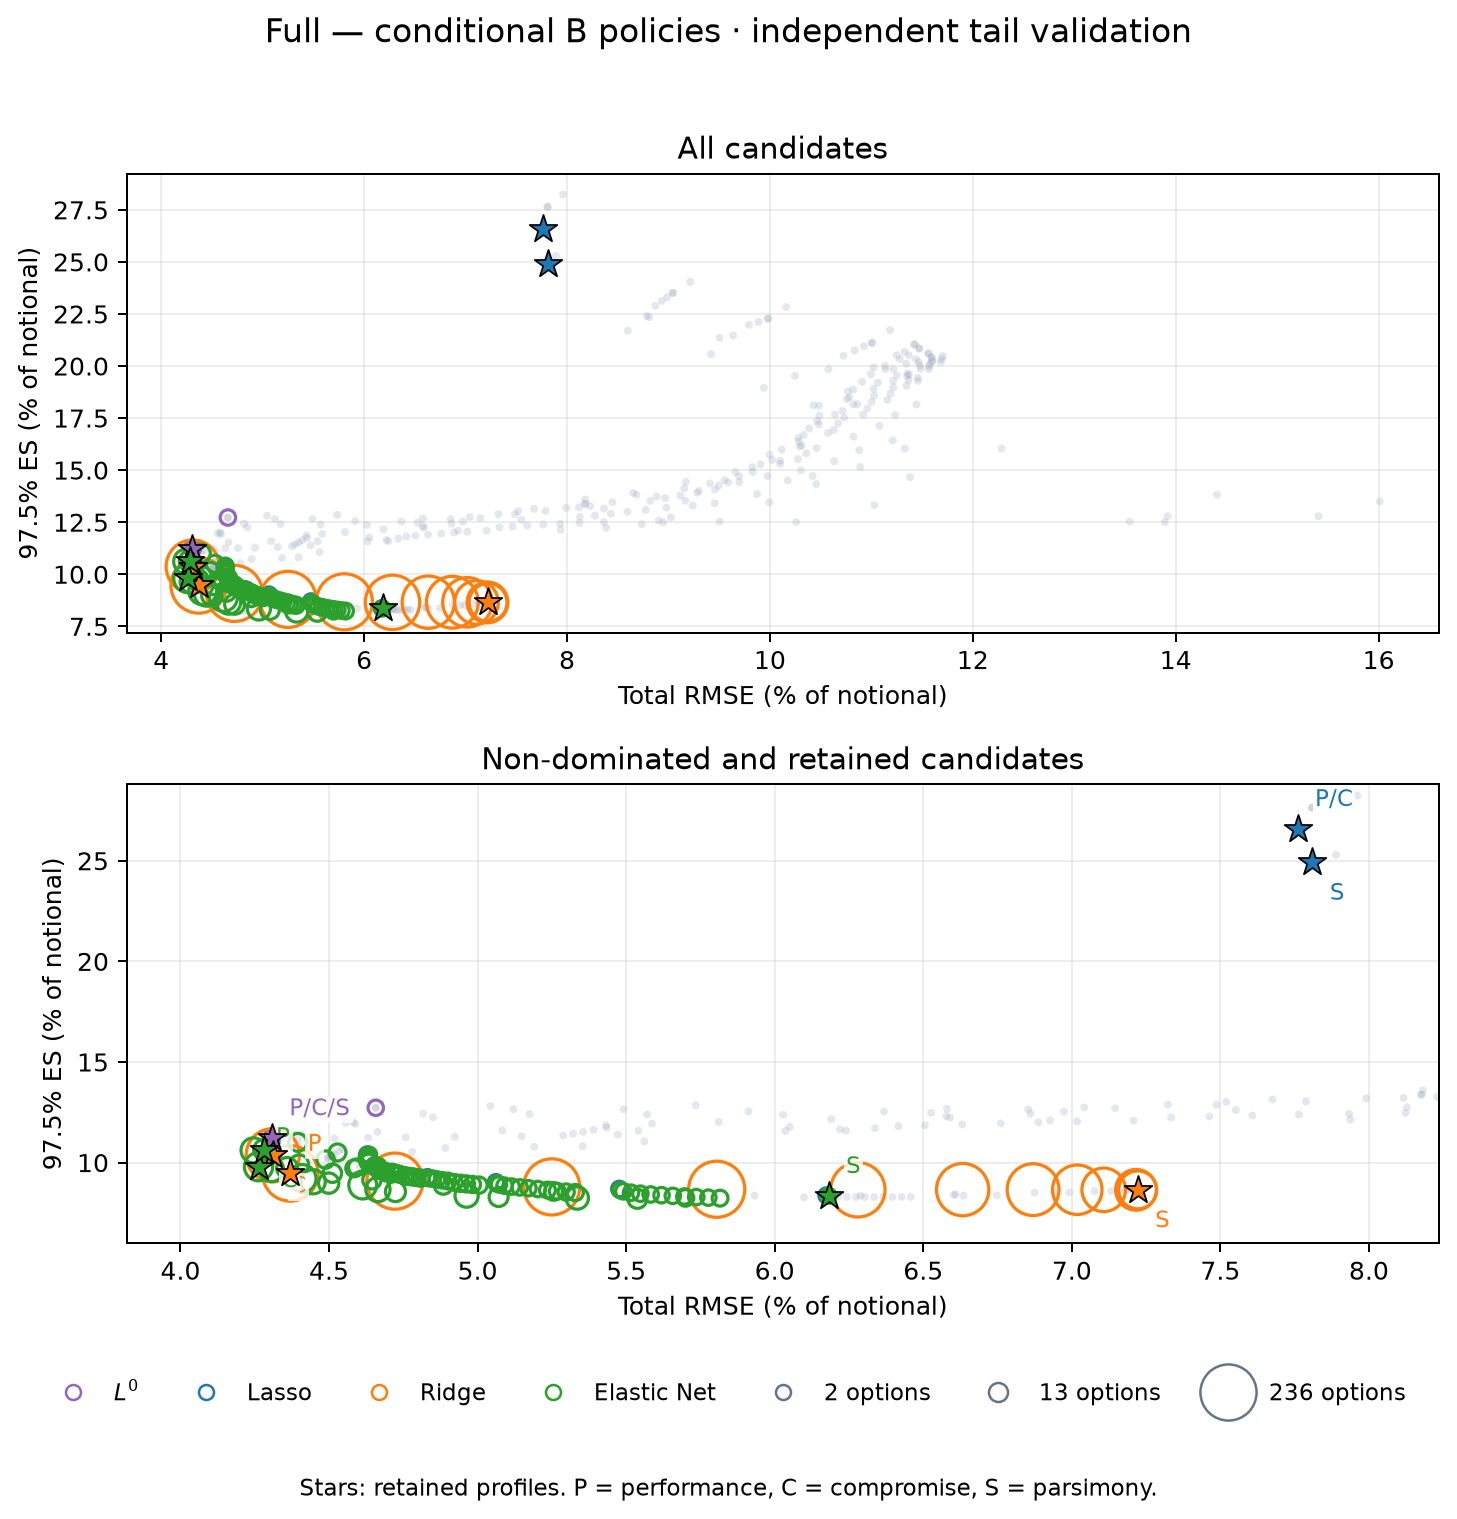 Full — conditional B policies · independent tail validation
All candidates
97.5% ES (% of notional)
27.5
25.0
22.5
20.0
17.5
15.0
12.5
10.0
7.5
4 6 8 10 12 14 16
Total RMSE (% of notional)
Non-dominated and retained candidates
97.5% ES (% of notional)
25
20
15
10
P/C
S
P/C/S
P
P
S
S
4.0 4.5 5.0 5.5 6.0 6.5 7.0 7.5 8.0
Total RMSE (% of notional)
L⁰ Lasso Ridge Elastic Net 2 options 13 options 236 options
Stars: retained profiles. P = performance, C = compromise, S = parsimony.